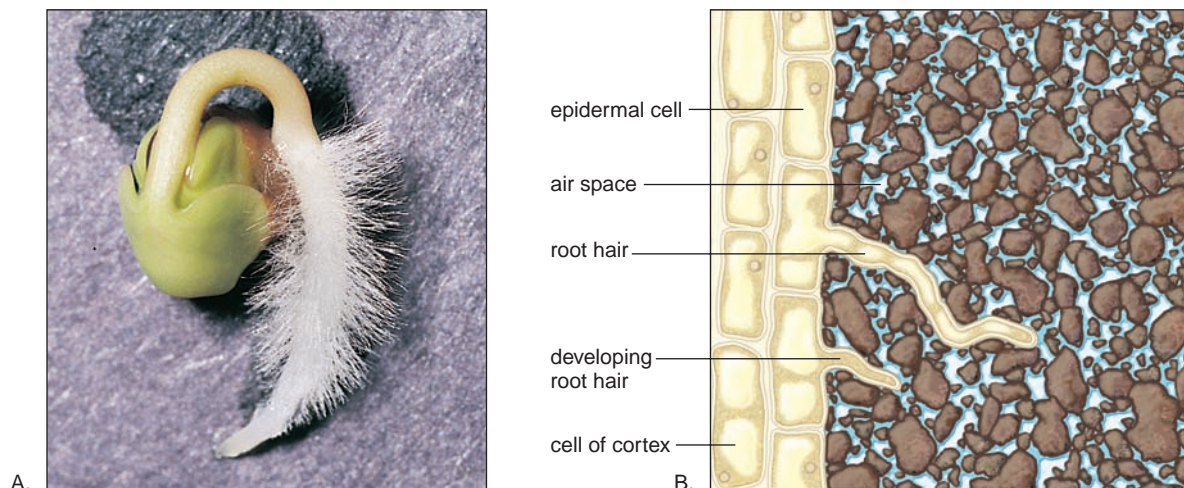 A.
epidermal cell
air space
root hair
developing
root hair
cell of cortex
B.